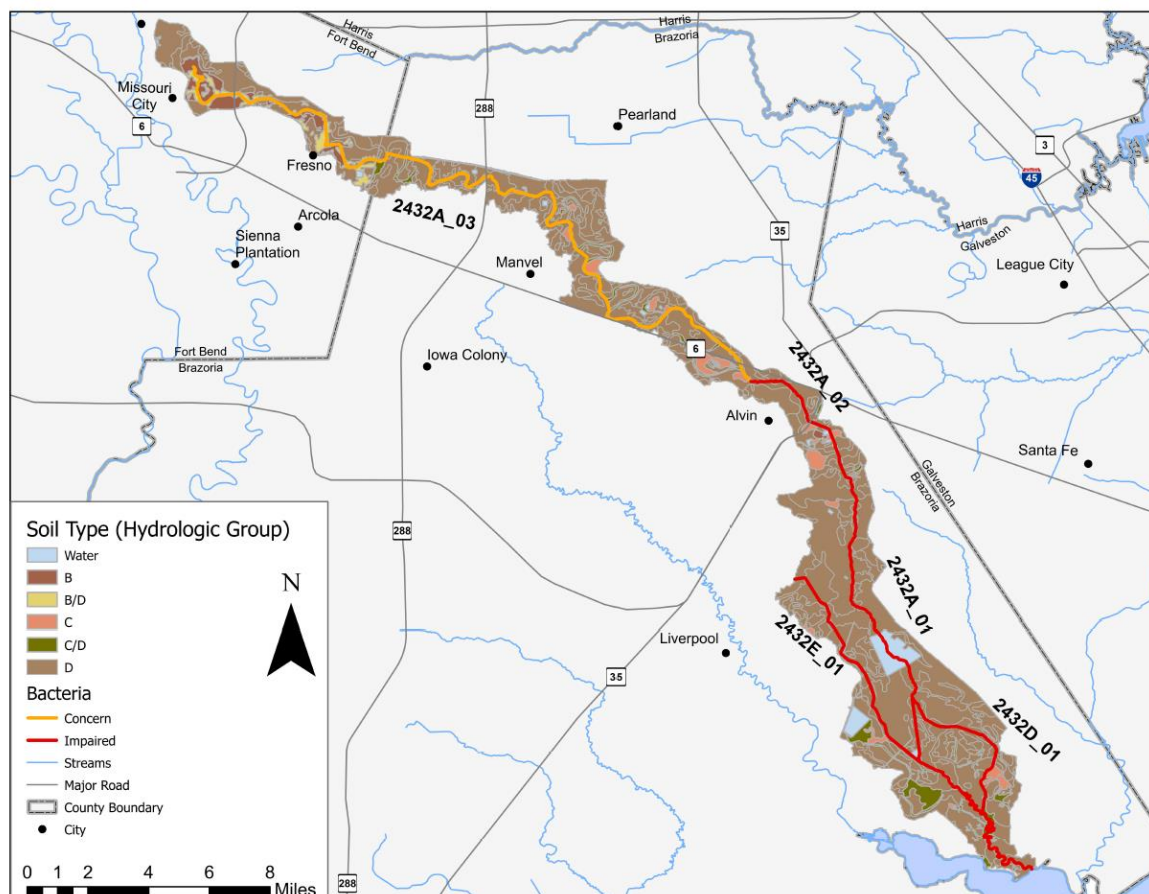 Harris
Fort Bend
Harris
Brazoria
Missouri
City
6
288
Pearland
3
45
Fresno
2432A_03
Arcola
Sienna
Plantation
35
Harris
Galveston
Manvel
League City
Fort Bend
Brazoria
Iowa Colony
6
2432A_02
Alvin
Santa Fe
Galveston
Brazoria
288
2432A_01
2432E_01
Liverpool
35
2432D_01
Soil Type (Hydrologic Group)
Water
B
B/D
C
C/D
D
Bacteria
Concern
Impaired
Streams
Major Road
County Boundary
City
N
0 1 2 4 6 8
Miles
288